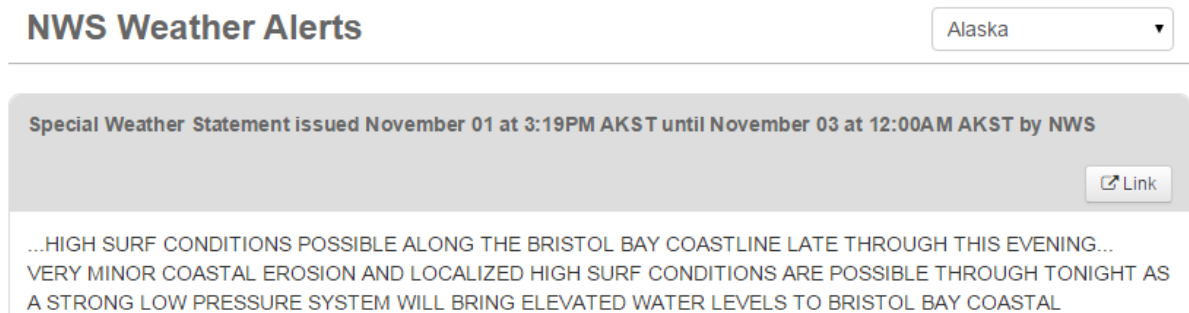 NWS Weather Alerts
Alaska
Special Weather Statement issued November 01 at 3:19PM AKST until November 03 at 12:00AM AKST by NWS
Link
...HIGH SURF CONDITIONS POSSIBLE ALONG THE BRISTOL BAY COASTLINE LATE THROUGH THIS EVENING...
VERY MINOR COASTAL EROSION AND LOCALIZED HIGH SURF CONDITIONS ARE POSSIBLE THROUGH TONIGHT AS
A STRONG LOW PRESSURE SYSTEM WILL BRING ELEVATED WATER LEVELS TO BRISTOL BAY COASTAL